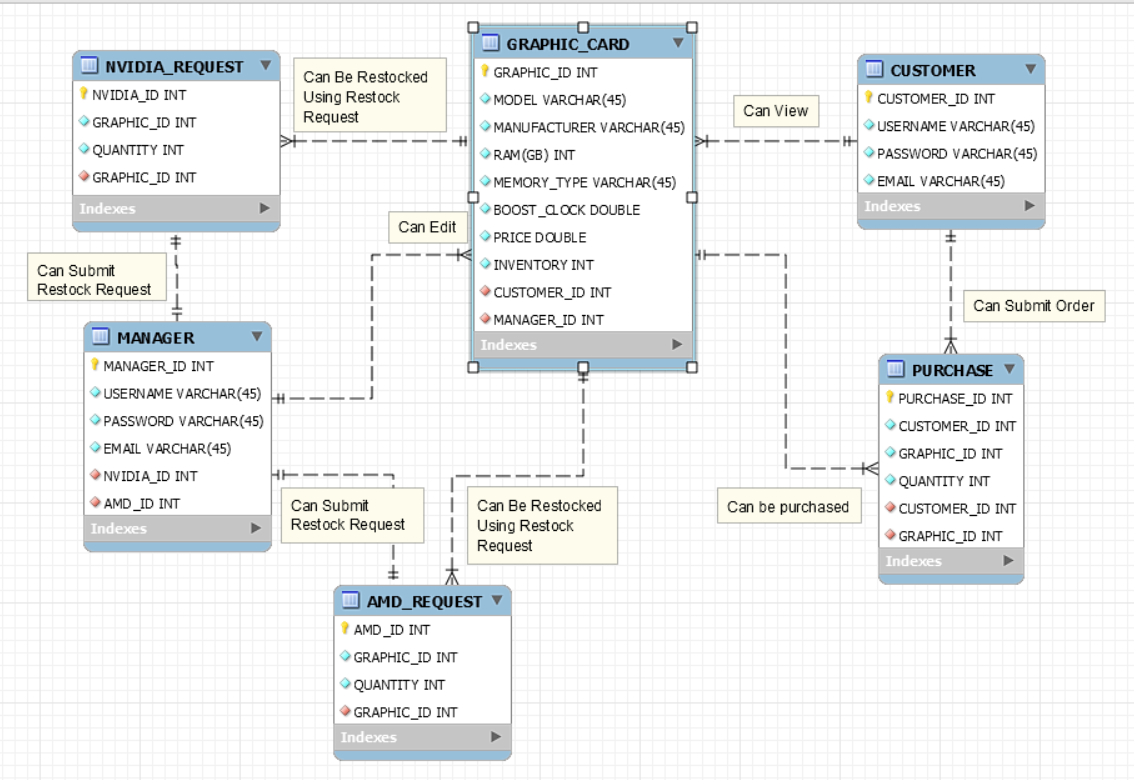 NVIDIA_REQUEST
NVIDIA_ID INT
GRAPHIC_ID INT
QUANTITY INT
GRAPHIC_ID INT
Indexes
Can Be Restocked
Using Restock
Request
GRAPHIC_CARD
GRAPHIC_ID INT
MODEL VARCHAR(45)
MANUFACTURER VARCHAR(45)
RAM(GB) INT
MEMORY_TYPE VARCHAR(45)
BOOST_CLOCK DOUBLE
PRICE DOUBLE
INVENTORY INT
CUSTOMER_ID INT
MANAGER_ID INT
Indexes
Can View
CUSTOMER
CUSTOMER_ID INT
USERNAME VARCHAR(45)
PASSWORD VARCHAR(45)
EMAIL VARCHAR(45)
Indexes
Can Edit
Can Submit
Restock Request
Can Submit Order
MANAGER
MANAGER_ID INT
USERNAME VARCHAR(45)
PASSWORD VARCHAR(45)
EMAIL VARCHAR(45)
NVIDIA_ID INT
AMD_ID INT
Indexes
Can Submit
Restock Request
Can Be Restocked
Using Restock
Request
Can be purchased
PURCHASE
PURCHASE_ID INT
CUSTOMER_ID INT
GRAPHIC_ID INT
QUANTITY INT
CUSTOMER_ID INT
GRAPHIC_ID INT
Indexes
AMD_REQUEST
AMD_ID INT
GRAPHIC_ID INT
QUANTITY INT
GRAPHIC_ID INT
Indexes